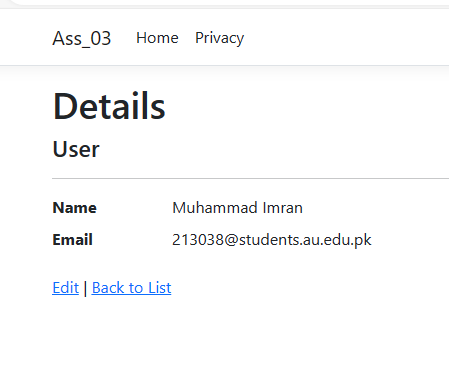 Ass_03 Home Privacy
Details
User
Name Muhammad Imran
Email 213038@students.au.edu.pk
Edit | Back to List